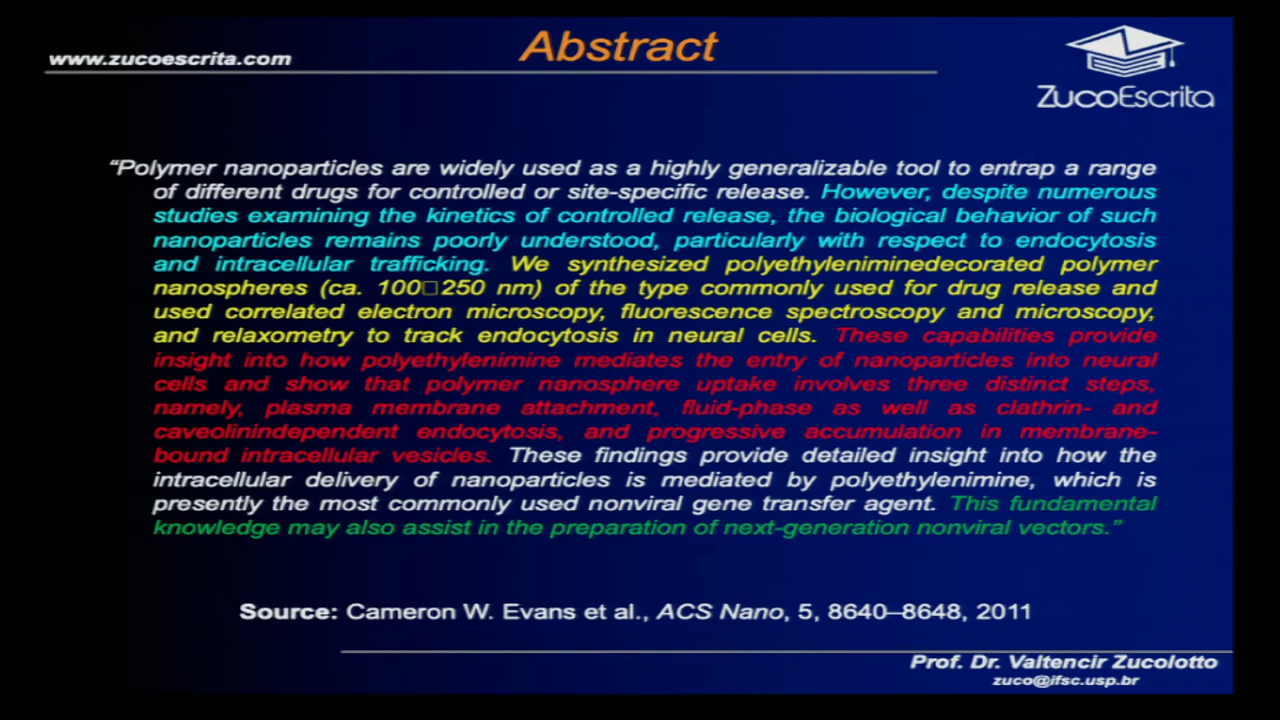 www.zucoescrita.com
Abstract
ZucoEscrita
“Polymer nanoparticles are widely used as a highly generalizable tool to entrap a range
of different drugs for controlled or site-specific release. However, despite numerous
studies examining the kinetics of controlled release, the biological behavior of such
nanoparticles remains poorly understood, particularly with respect to endocytosis
and intracellular trafficking. We synthesized polyethyleniminedecorated polymer
nanospheres (ca. 100□250 nm) of the type commonly used for drug release and
used correlated electron microscopy, fluorescence spectroscopy and microscopy,
and relaxometry to track endocytosis in neural cells. These capabilities provide
insight into how polyethylenimine mediates the entry of nanoparticles into neural
cells and show that polymer nanosphere uptake involves three distinct steps,
namely, plasma membrane attachment, fluid-phase as well as clathrin- and
caveolinindependent endocytosis, and progressive accumulation in membrane-
bound intracellular vesicles. These findings provide detailed insight into how the
intracellular delivery of nanoparticles is mediated by polyethylenimine, which is
presently the most commonly used nonviral gene transfer agent. This fundamental
knowledge may also assist in the preparation of next-generation nonviral vectors.”
Source: Cameron W. Evans et al., ACS Nano, 5, 8640–8648, 2011
Prof. Dr. Valtencir Zucolotto
zuco@ifsc.usp.br